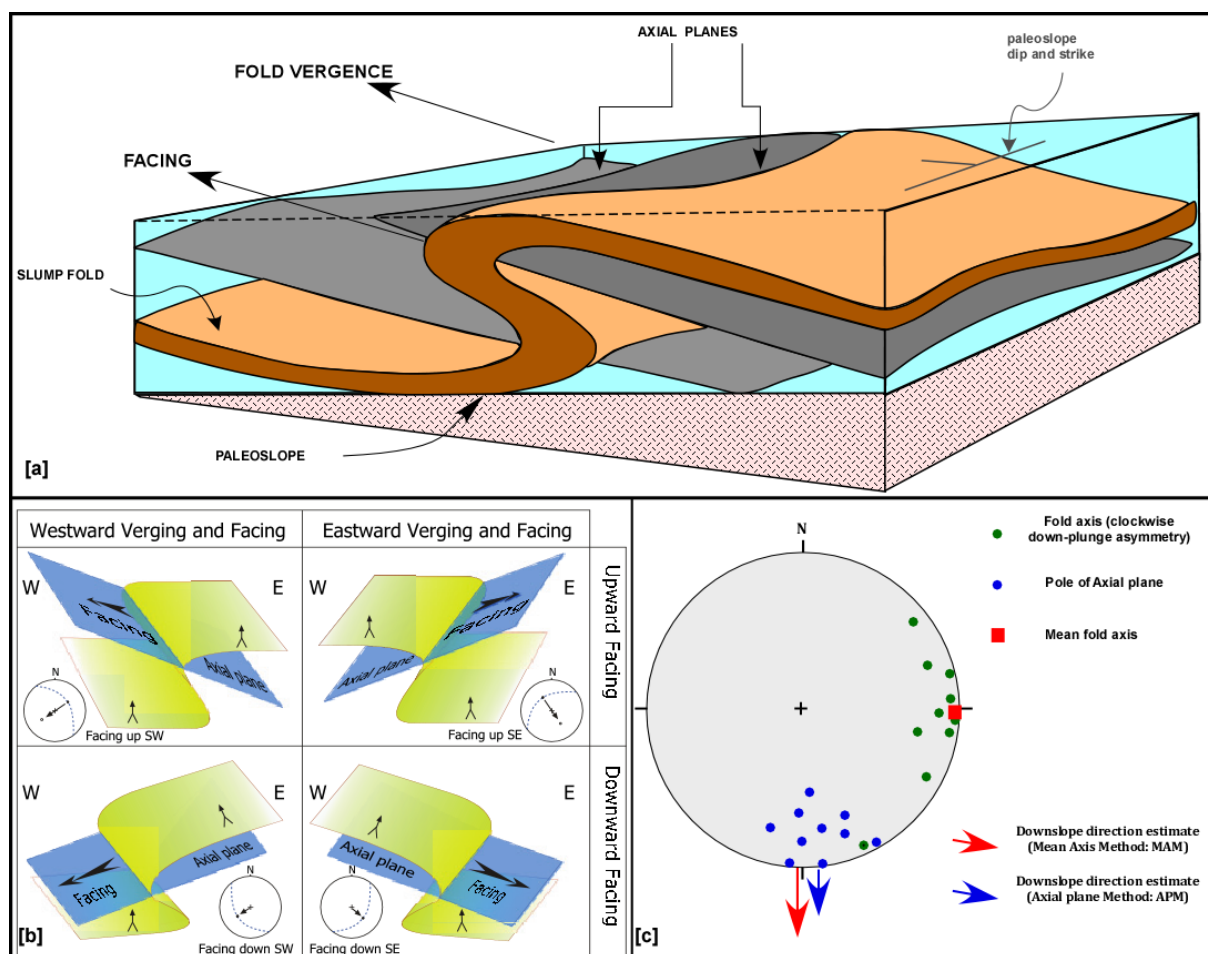 AXIAL PLANES
paleoslope
dip and strike
FOLD VERGENCE
FACING
SLUMP FOLD
PALEOSLOPE
[a]
Westward Verging and Facing
Eastward Verging and Facing
W
E
Facing
Axial plane
N
Facing up SW
W
E
Facing
Axial plane
N
Facing up SE
Upward Facing
W
E
Axial plane
Facing
N
Facing down SW
W
E
Axial plane
Facing
N
Facing down SE
Downward Facing
[b]
N
Fold axis (clockwise
down-plunge asymmetry)
Pole of Axial plane
Mean fold axis
Downslope direction estimate
(Mean Axis Method: MAM)
Downslope direction estimate
(Axial plane Method: APM)
[c]